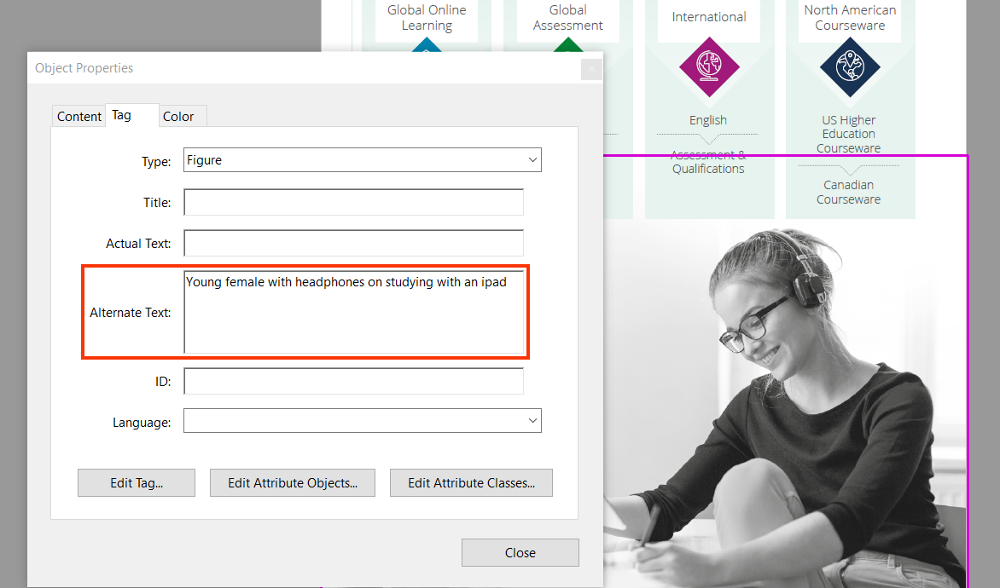 Global Online
Learning
Global
Assessment
International
North American
Courseware
English
Assessment &
Qualifications
US Higher
Education
Courseware
Canadian
Courseware
Object Properties
Content
Tag
Color
Type:
Figure
Title:
Actual Text:
Alternate Text:
Young female with headphones on studying with an ipad
ID:
Language:
Edit Tag...
Edit Attribute Objects...
Edit Attribute Classes...
Close